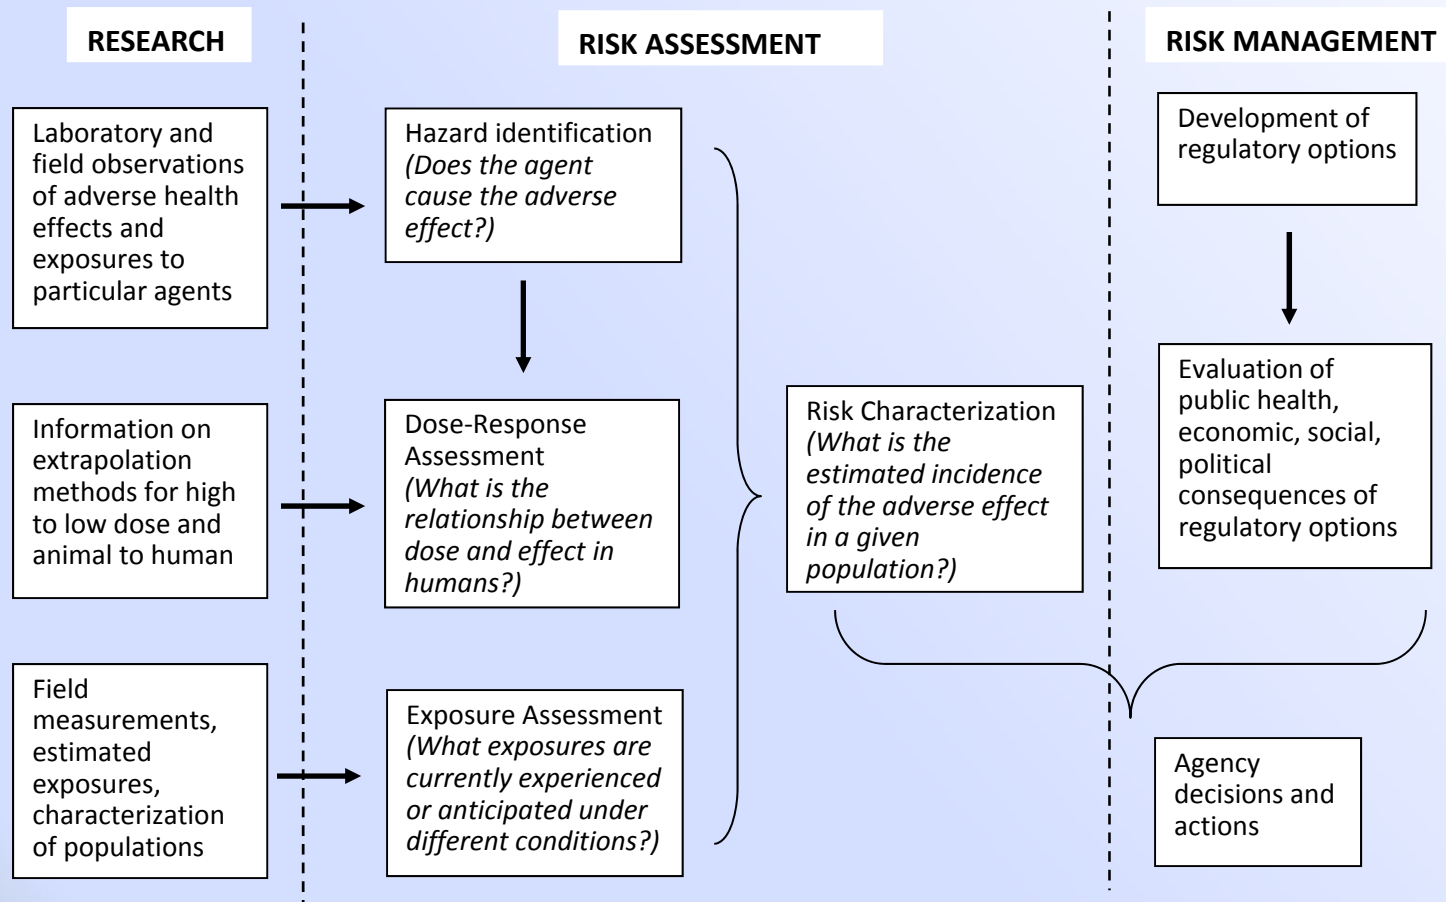 RESEARCH
RISK ASSESSMENT
RISK MANAGEMENT
Laboratory and
field observations
of adverse health
effects and
exposures to
particular agents
Information on
extrapolation
methods for high
to low dose and
animal to human
Field
measurements,
estimated
exposures,
characterization
of populations
Hazard identification
(Does the agent
cause the adverse
effect?)
Dose-Response
Assessment
(What is the
relationship between
dose and effect in
humans?)
Exposure Assessment
(What exposures are
currently experienced
or anticipated under
different conditions?)
Risk Characterization
(What is the
estimated incidence
of the adverse effect
in a given
population?)
Development of
regulatory options
Evaluation of
public health,
economic, social,
political
consequences of
regulatory options
Agency
decisions and
actions